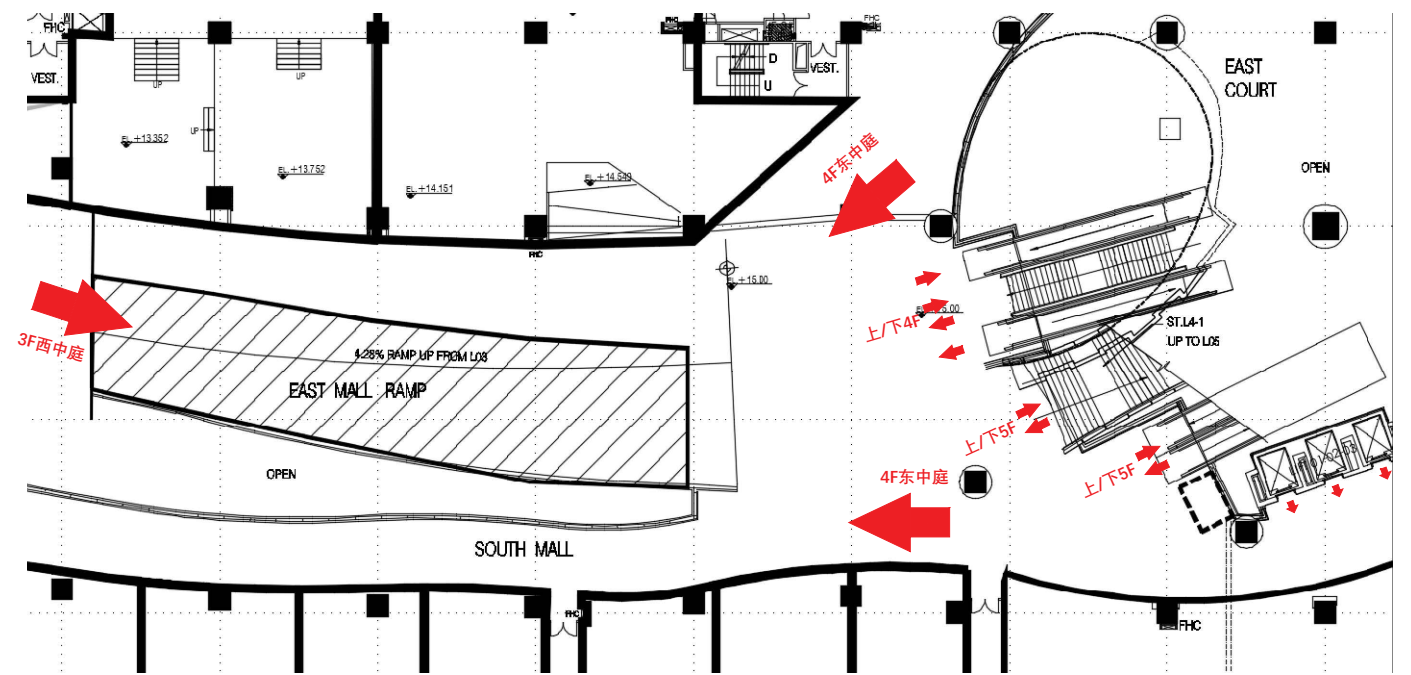 FHC
VEST.
UP
UP
FHC
D
U
VEST.
FHC
EAST
COURT
OPEN
EL.+13.352
UP
EL.+13.752
EL.+14.151
EL.+14.549
4F东中庭
FHC
EL.+15.00
3F西中庭
4.28% RAMP UP FROM L03
EAST MALL RAMP
上/下4F
ST.L4-1
UP TO L05
上/下5F
上/下5F
OPEN
4F东中庭
SOUTH MALL
FHC
FHC